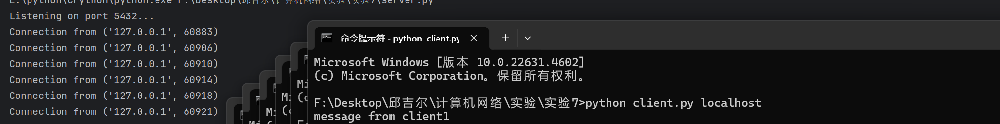 E:\python\CPython\python.exe F:\Desktop\邱吉尔\计算机网络\实验\实验7\server.py
Listening on port 5432...
Connection from ('127.0.0.1', 60883)
Connection from ('127.0.0.1', 60906)
Connection from ('127.0.0.1', 60910)
Connection from ('127.0.0.1', 60914)
Connection from ('127.0.0.1', 60918)
Connection from ('127.0.0.1', 60921)
命令提示符 - python client.py
Microsoft Windows [版本 10.0.22631.4602]
(c) Microsoft Corporation。保留所有权利。
F:\Desktop\邱吉尔\计算机网络\实验\实验7>python client.py localhost
message from client1